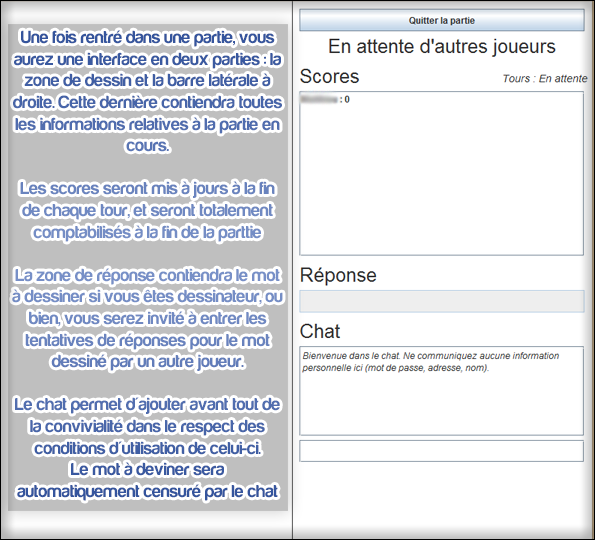 Une fois rentré dans une partie, vous
aurez une interface en deux parties : la
zone de dessin et la barre latérale à
droite. Cette dernière contiendra toutes
les informations relatives à la partie en
cours.
Les scores seront mis à jours à la fin
de chaque tour, et seront totalement
comptabilisés à la fin de la parttie
La zone de réponse contiendra le mot
à dessiner si vous êtes dessinateur, ou
bien, vous serez invité à entrer les
tentatives de réponses pour le mot
dessiné par un autre joueur.
Le chat permet d'ajouter avant tout de
la convivialité dans le respect des
conditions d'utilisation de celui-ci.
Le mot à deviner sera
automatiquement censuré par le chat
Quitter la partie
En attente d'autres joueurs
Scores
Tours : En attente
: 0
Réponse
Chat
Bienvenue dans le chat. Ne communiquez aucune information
personnelle ici (mot de passe, adresse, nom).